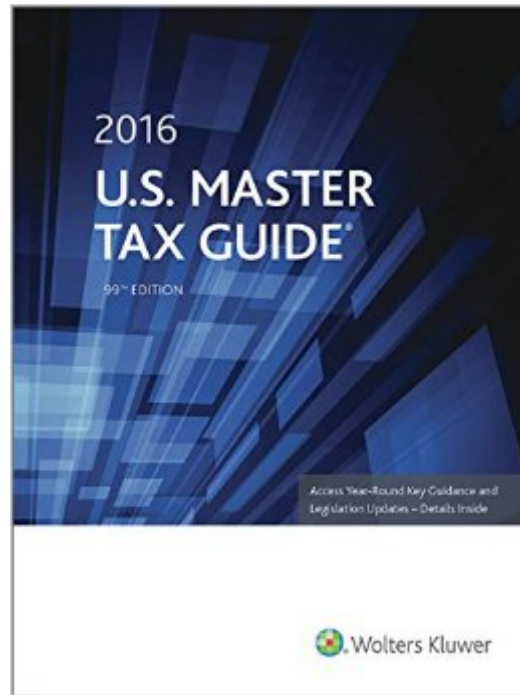 2016
U.S. MASTER
TAX GUIDE®
99TH EDITION
Access Year-Round Key Guidance and
Legislation Updates – Details Inside
Wolters Kluwer